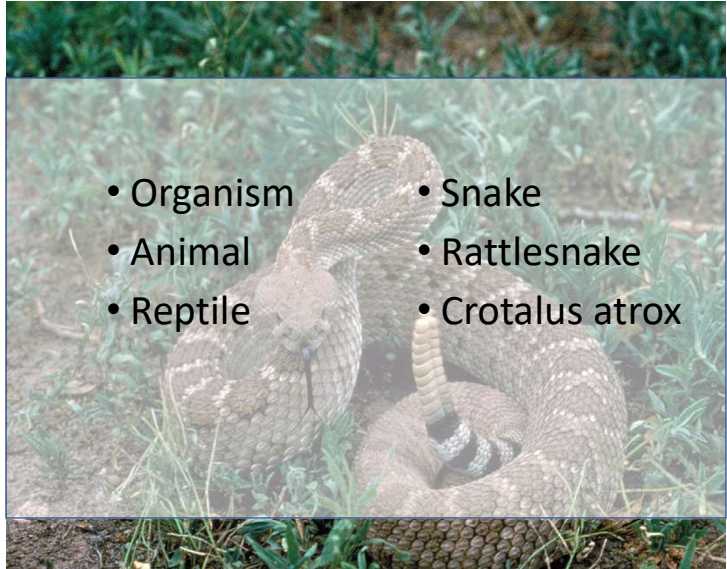 • Organism
• Animal
• Reptile
• Snake
• Rattlesnake
• Crotalus atrox